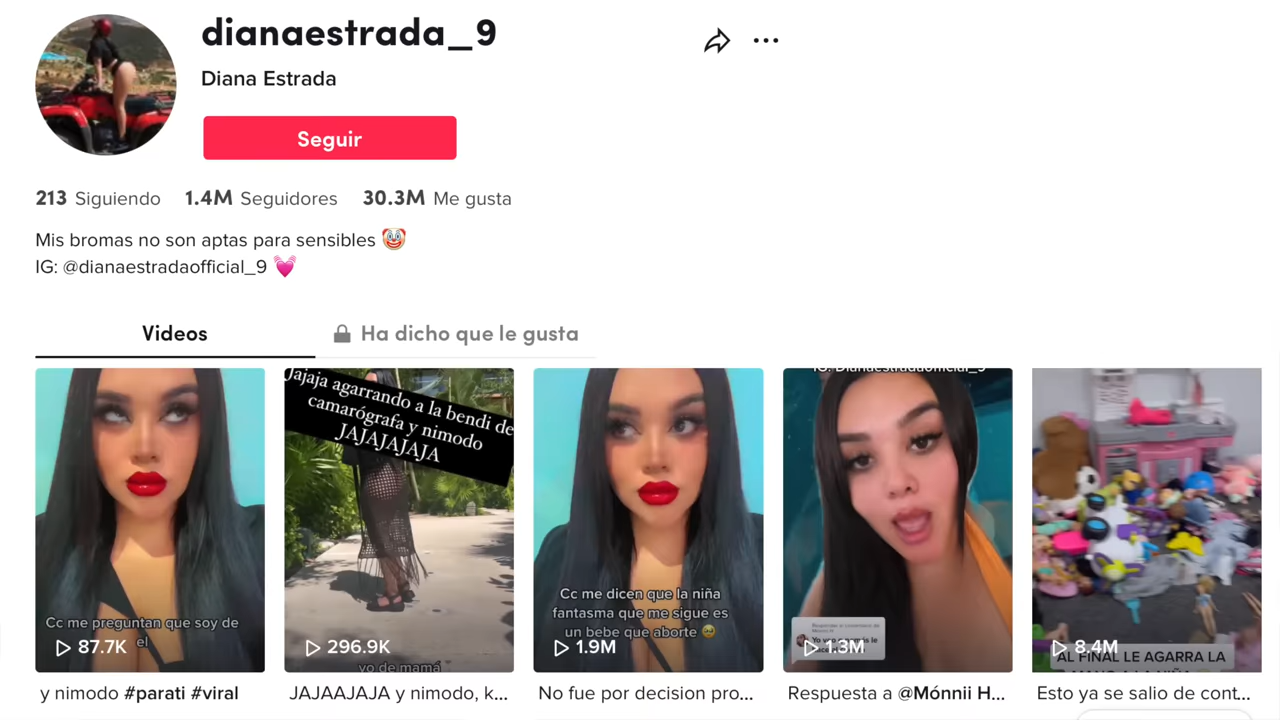 dianaestrada_9
Diana Estrada
Seguir
213 Siguiendo 1.4M Seguidores 30.3M Me gusta
Mis bromas no son aptas para sensibles 🤡
IG: @dianaestradaofficial_9 💓
Videos
Ha dicho que le gusta
Cc me preguntan que soy de
el
87.7K
y nimodo #parati #viral
Jajaja agarrando a la bendi de
camarógrafa y nimodo
JAJAJAJAJA
296.9K
yo de mamá
JAJAAJAJA y nimodo, k...
Cc me dicen que la niña
fantasma que me sigue es
un bebe que aborte 🥹
1.9M
No fue por decision pro...
IG: Dianaestradaofficial_9
1.3M
Respuesta a @Mónnii H...
8.4M
AL FINAL LE AGARRA LA
Esto ya se salio de cont...